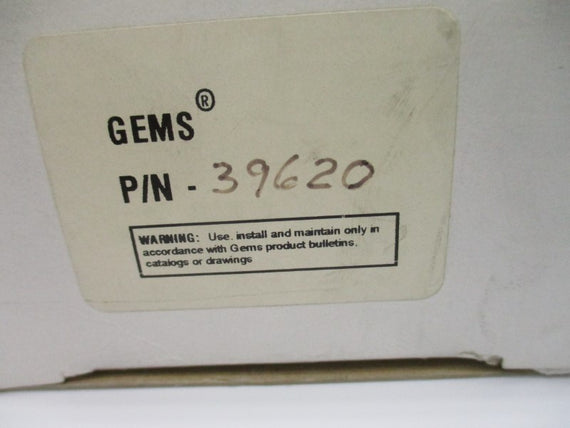 GEMS®
P/N - 39620
WARNING: Use, install and maintain only in
accordance with Gems product bulletins,
catalogs or drawings